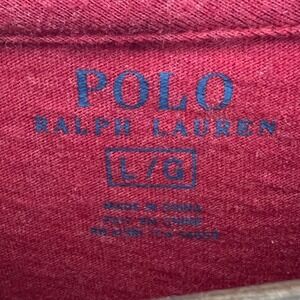 POLO
RALPH LAUREN
L/G
MADE IN CHINA